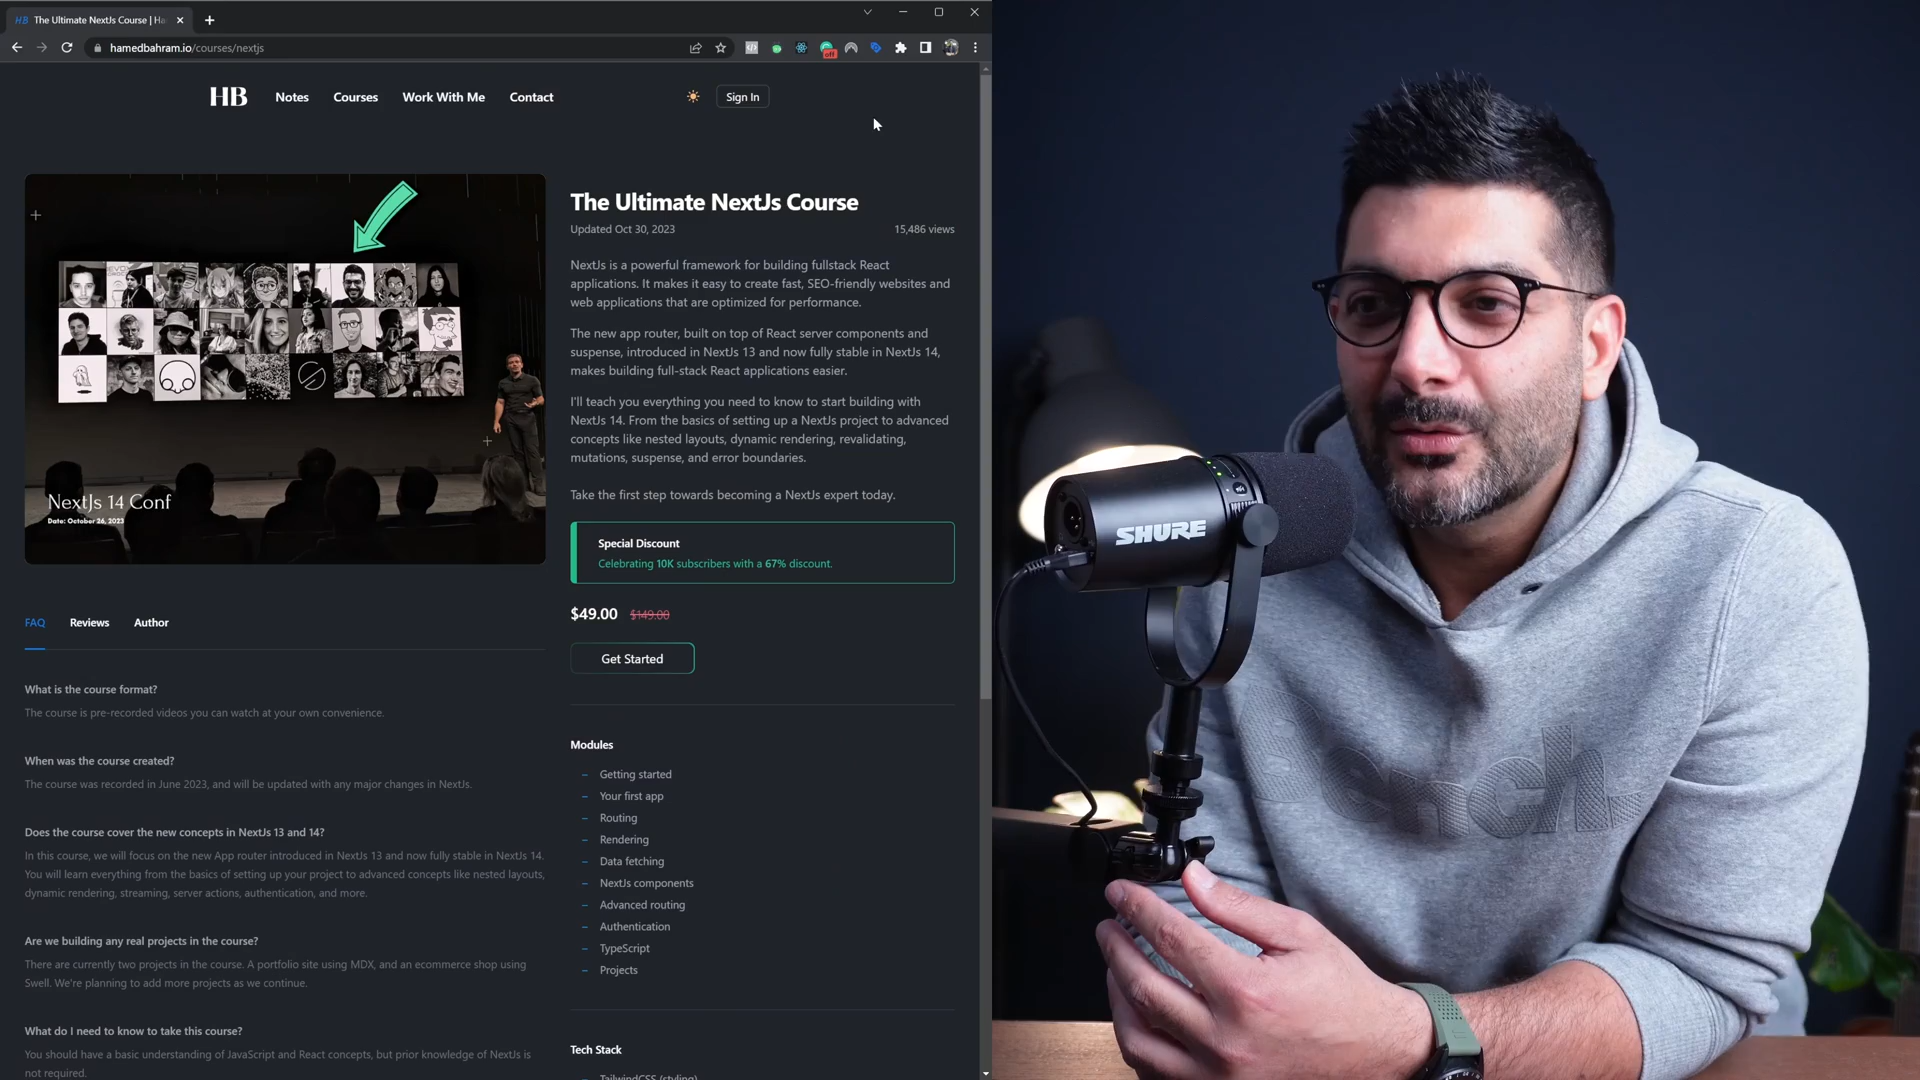 HB The Ultimate NextJs Course | Ha
hamedbahram.io/courses/nextjs
off
HB Notes Courses Work With Me Contact Sign In
NextJs 14 Conf
Date: October 26, 2023
The Ultimate NextJs Course
Updated Oct 30, 2023 15,486 views
NextJs is a powerful framework for building fullstack React
applications. It makes it easy to create fast, SEO-friendly websites and
web applications that are optimized for performance.
The new app router, built on top of React server components and
suspense, introduced in NextJs 13 and now fully stable in NextJs 14,
makes building full-stack React applications easier.
I'll teach you everything you need to know to start building with
NextJs 14. From the basics of setting up a NextJs project to advanced
concepts like nested layouts, dynamic rendering, revalidating,
mutations, suspense, and error boundaries.
Take the first step towards becoming a NextJs expert today.
Special Discount
Celebrating 10K subscribers with a 67% discount.
$49.00 $149.00
Get Started
FAQ Reviews Author
What is the course format?
The course is pre-recorded videos you can watch at your own convenience.
When was the course created?
The course was recorded in June 2023, and will be updated with any major changes in NextJs.
Does the course cover the new concepts in NextJs 13 and 14?
In this course, we will focus on the new App router introduced in NextJs 13 and now fully stable in NextJs 14.
You will learn everything from the basics of setting up your project to advanced concepts like nested layouts,
dynamic rendering, streaming, server actions, authentication, and more.
Are we building any real projects in the course?
There are currently two projects in the course. A portfolio site using MDX, and an ecommerce shop using
Swell. We're planning to add more projects as we continue.
What do I need to know to take this course?
You should have a basic understanding of JavaScript and React concepts, but prior knowledge of NextJs is
not required.
Modules
– Getting started
– Your first app
– Routing
– Rendering
– Data fetching
– NextJs components
– Advanced routing
– Authentication
– TypeScript
– Projects
Tech Stack
TailwindCSS (styling)
SHURE
Bench